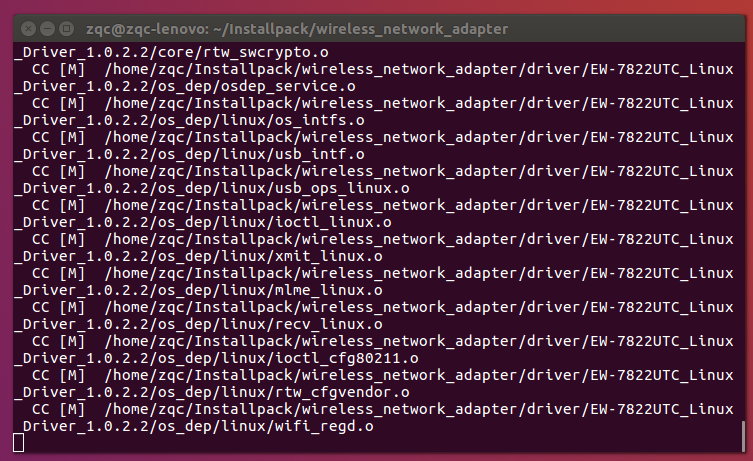 zqc@zqc-lenovo: ~/Installpack/wireless_network_adapter
_Driver_1.0.2.2/core/rtw_swcrypto.o
  CC [M]  /home/zqc/Installpack/wireless_network_adapter/driver/EW-7822UTC_Linux
_Driver_1.0.2.2/os_dep/osdep_service.o
  CC [M]  /home/zqc/Installpack/wireless_network_adapter/driver/EW-7822UTC_Linux
_Driver_1.0.2.2/os_dep/linux/os_intfs.o
  CC [M]  /home/zqc/Installpack/wireless_network_adapter/driver/EW-7822UTC_Linux
_Driver_1.0.2.2/os_dep/linux/usb_intf.o
  CC [M]  /home/zqc/Installpack/wireless_network_adapter/driver/EW-7822UTC_Linux
_Driver_1.0.2.2/os_dep/linux/usb_ops_linux.o
  CC [M]  /home/zqc/Installpack/wireless_network_adapter/driver/EW-7822UTC_Linux
_Driver_1.0.2.2/os_dep/linux/ioctl_linux.o
  CC [M]  /home/zqc/Installpack/wireless_network_adapter/driver/EW-7822UTC_Linux
_Driver_1.0.2.2/os_dep/linux/xmit_linux.o
  CC [M]  /home/zqc/Installpack/wireless_network_adapter/driver/EW-7822UTC_Linux
_Driver_1.0.2.2/os_dep/linux/mlme_linux.o
  CC [M]  /home/zqc/Installpack/wireless_network_adapter/driver/EW-7822UTC_Linux
_Driver_1.0.2.2/os_dep/linux/recv_linux.o
  CC [M]  /home/zqc/Installpack/wireless_network_adapter/driver/EW-7822UTC_Linux
_Driver_1.0.2.2/os_dep/linux/ioctl_cfg80211.o
  CC [M]  /home/zqc/Installpack/wireless_network_adapter/driver/EW-7822UTC_Linux
_Driver_1.0.2.2/os_dep/linux/rtw_cfgvendor.o
  CC [M]  /home/zqc/Installpack/wireless_network_adapter/driver/EW-7822UTC_Linux
_Driver_1.0.2.2/os_dep/linux/wifi_regd.o